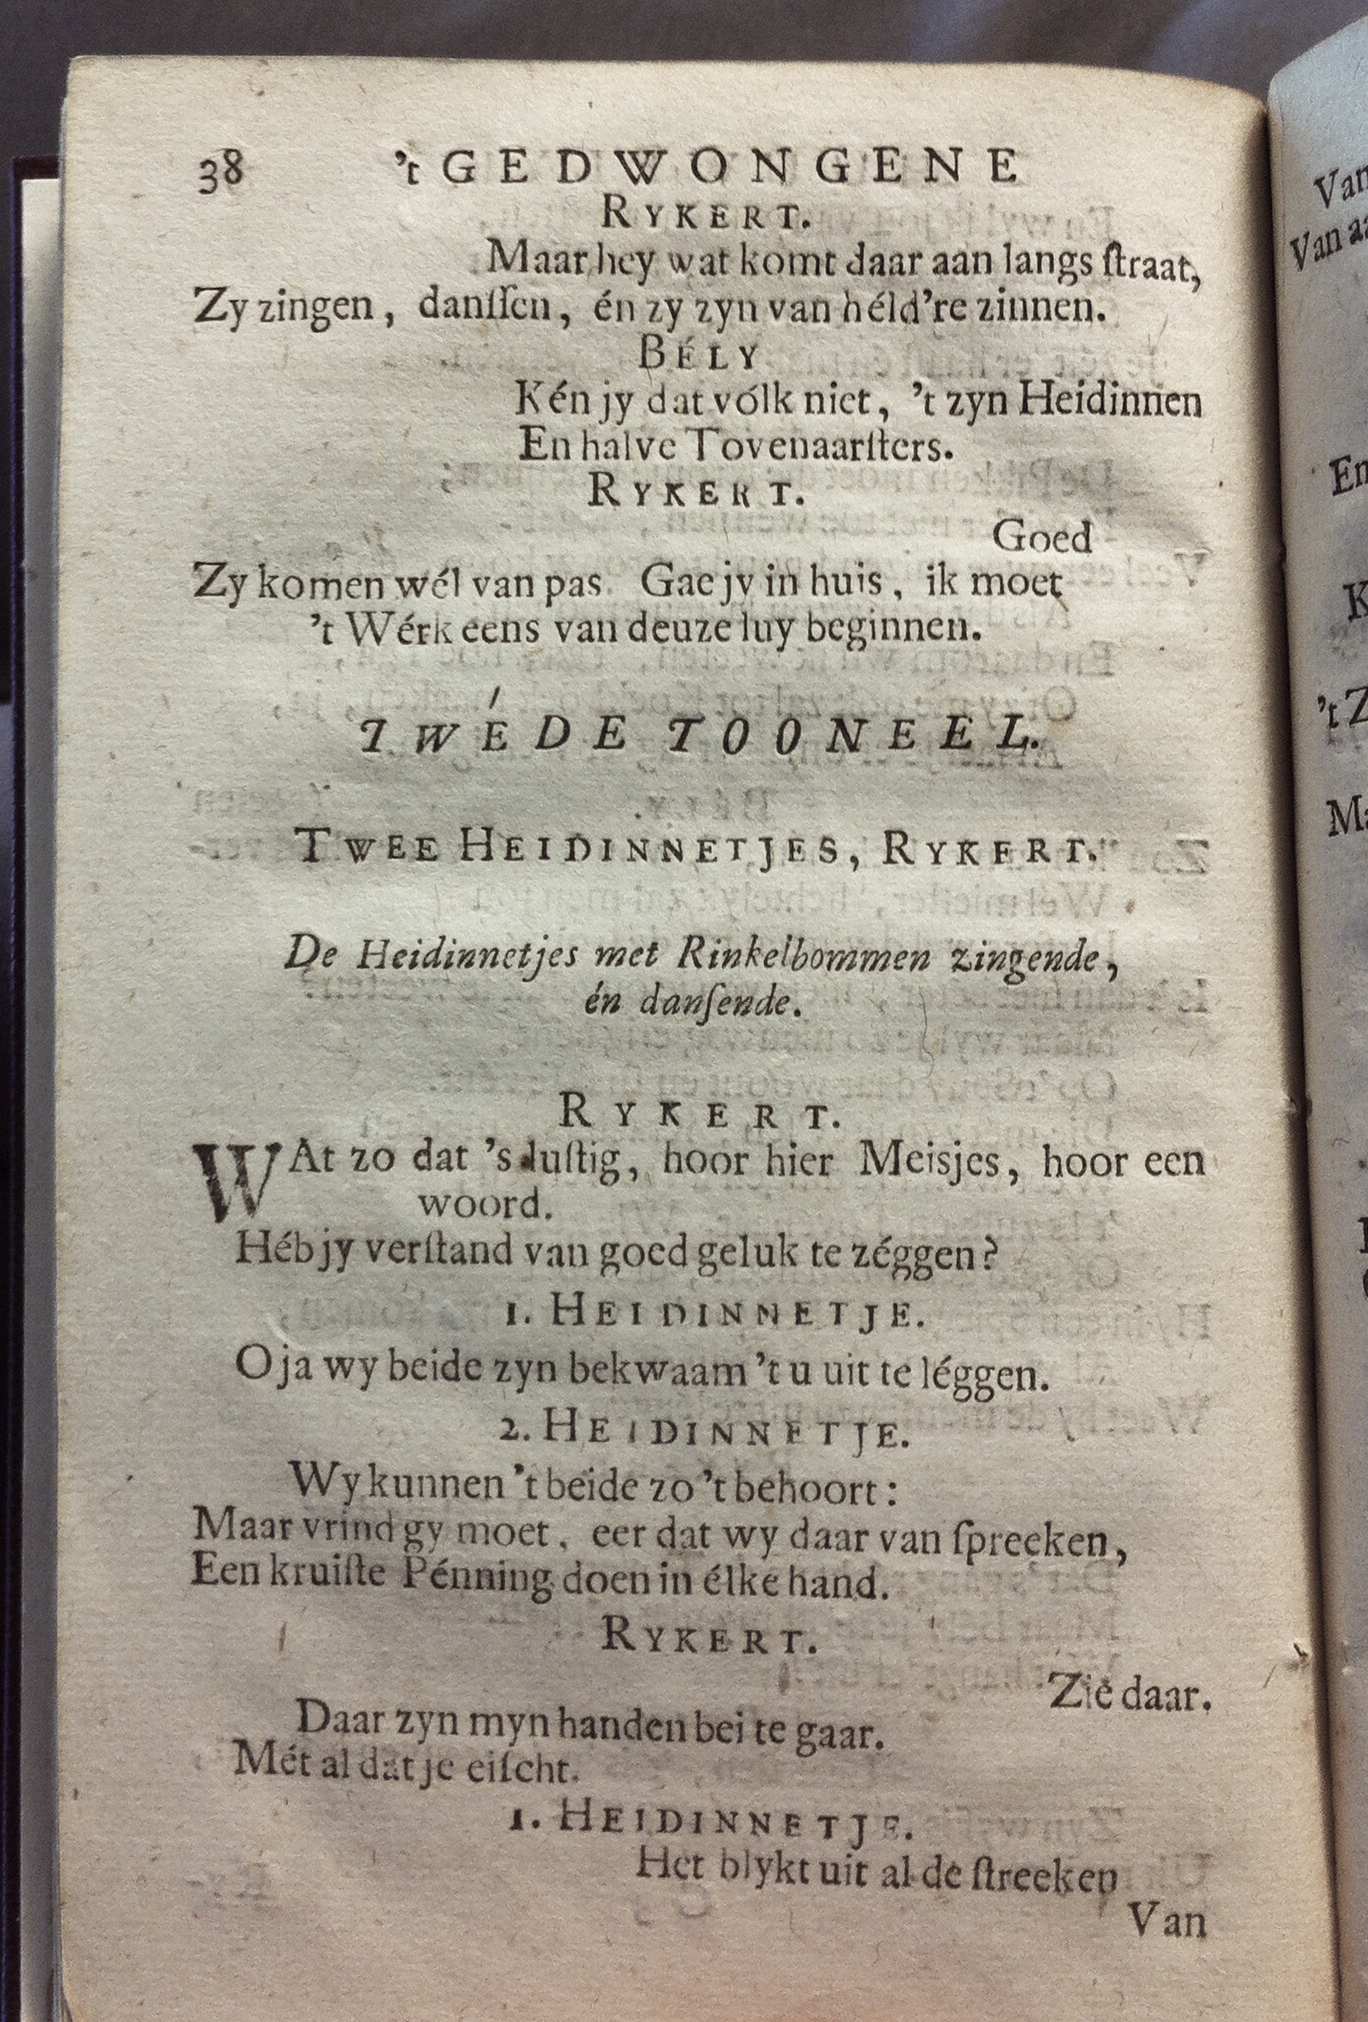 38 't GEDWONGENE
RYKERT.
Maar hey wat komt daar aan langs ſtraat,
Zy zingen, danſſen, én zy zyn van héld're zinnen.
BÉLY
Kén jy dat vólk niet, 't zyn Heidinnen
En halve Tovenaarſters.
RYKERT.
Goed
Zy komen wél van pas. Gae jy in huis, ik moet
't Wérk eens van deuze luy beginnen.
TWÉDE TOONEEL.
TWEE HEIDINNETJES, RYKERT.
De Heidinnetjes met Rinkelbommen zingende,
én danſende.
RYKERT.
WAt zo dat 's luſtig, hoor hier Meisjes, hoor een
woord.
Héb jy verſtand van goed geluk te zéggen?
1. HEIDINNETJE.
O ja wy beide zyn bekwaam 't u uit te léggen.
2. HEIDINNETJE.
Wy kunnen 't beide zo 't behoort:
Maar vrind gy moet, eer dat wy daar van ſpreeken,
Een kruiſte Pénning doen in élke hand.
RYKERT.
Zie daar.
Daar zyn myn handen bei te gaar.
Mét al dat je eiſcht.
1. HEIDINNETJE.
Het blykt uit al de ſtreeken
Van
Van
Van aa
En
K
't Z
Ma